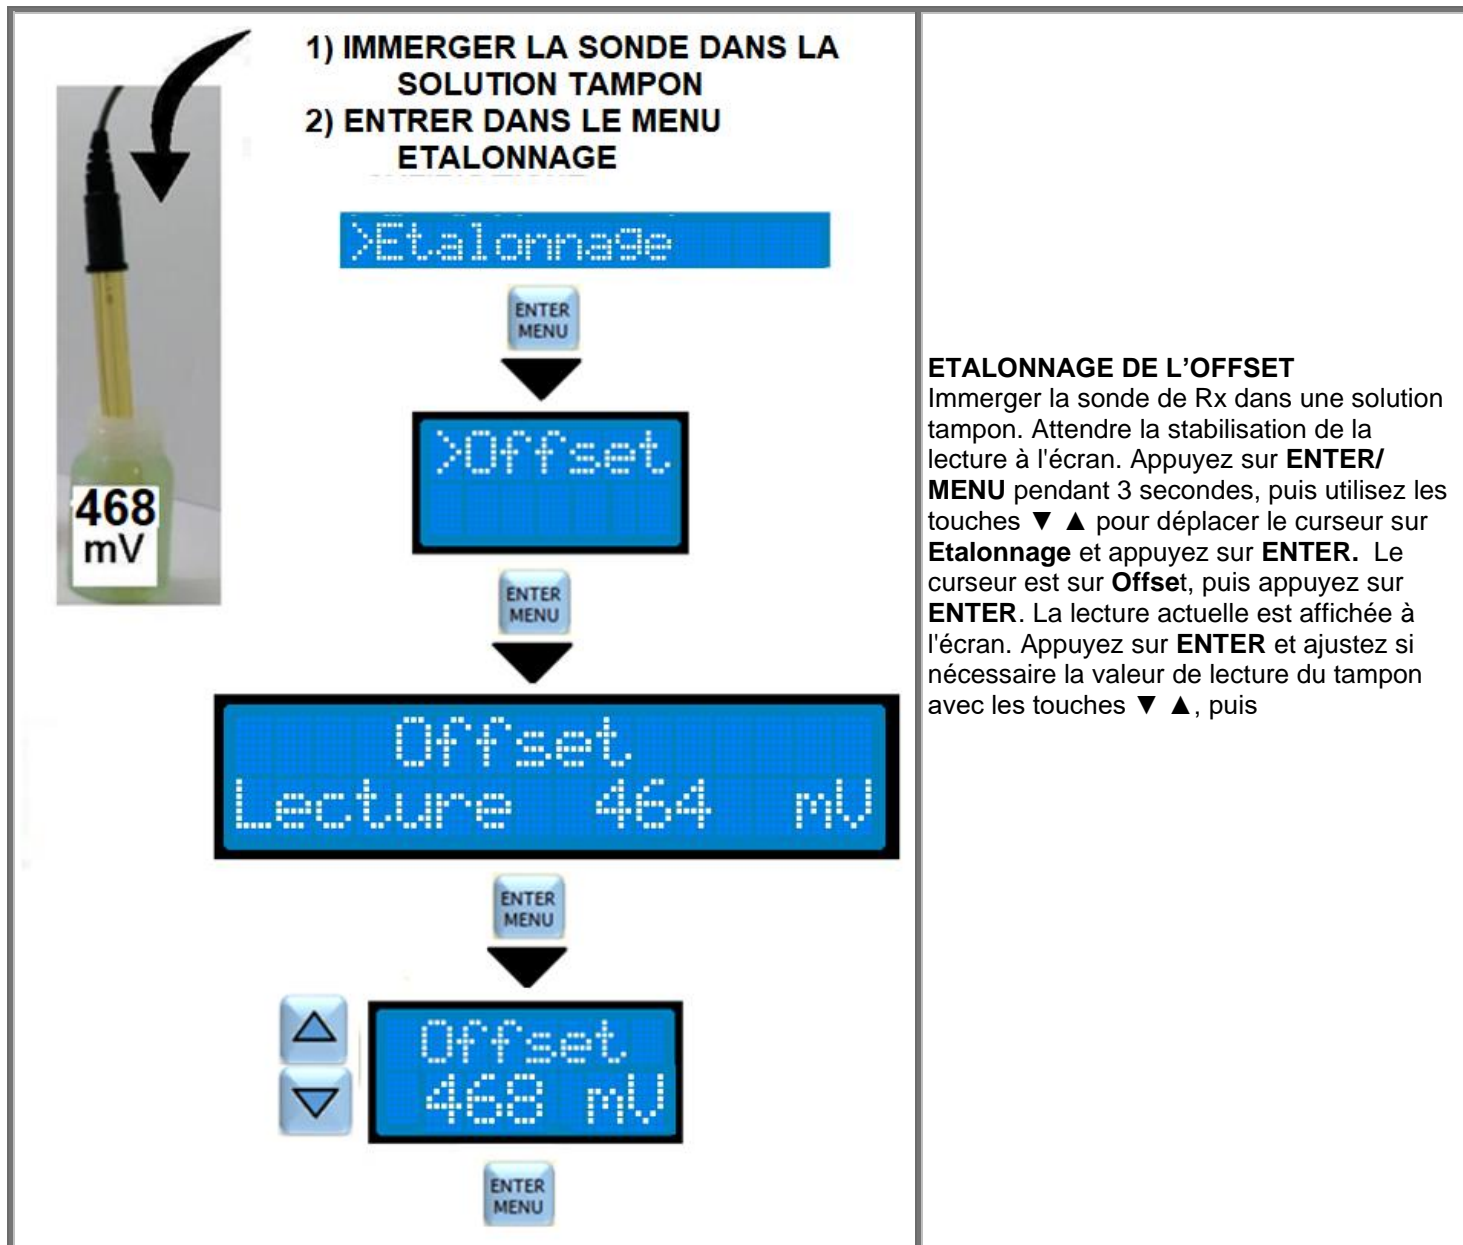 1) IMMERGER LA SONDE DANS LA
SOLUTION TAMPON
2) ENTRER DANS LE MENU
ETALONNAGE
468
mV
>Etalonnage
ENTER
MENU
>Offset
ENTER
MENU
Offset
Lecture 464 mV
ENTER
MENU
Offset
468 mV
ENTER
MENU
ETALONNAGE DE L’OFFSET
Immerger la sonde de Rx dans une solution
tampon. Attendre la stabilisation de la
lecture à l'écran. Appuyez sur ENTER/
MENU pendant 3 secondes, puis utilisez les
touches ▼ ▲ pour déplacer le curseur sur
Etalonnage et appuyez sur ENTER. Le
curseur est sur Offset, puis appuyez sur
ENTER. La lecture actuelle est affichée à
l'écran. Appuyez sur ENTER et ajustez si
nécessaire la valeur de lecture du tampon
avec les touches ▼ ▲, puis